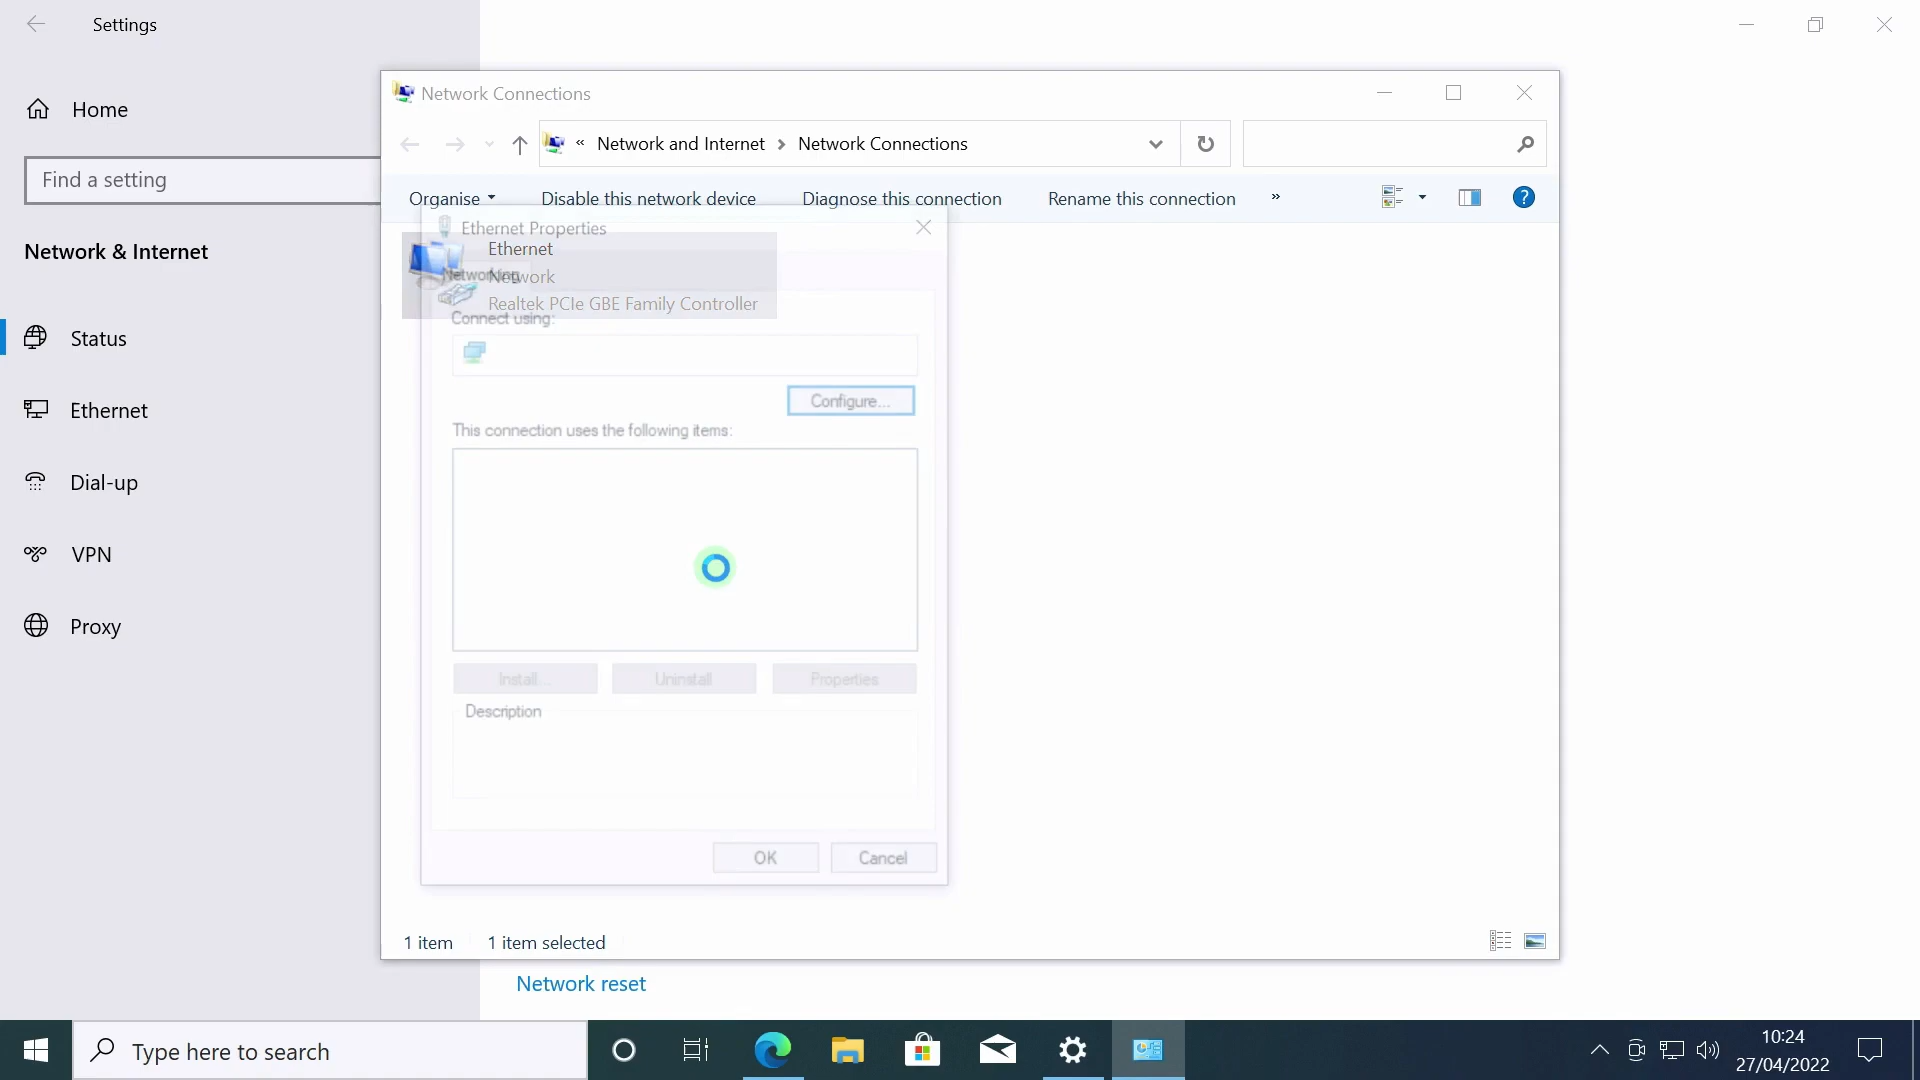 Settings
Home
Find a setting
Network & Internet
Status
Ethernet
Dial-up
VPN
Proxy
Network Connections
« Network and Internet > Network Connections
Organise
Disable this network device
Diagnose this connection
Rename this connection
»
Ethernet Properties
Ethernet
Networking
Network
Realtek PCIe GBE Family Controller
Connect using:
Configure...
This connection uses the following items:
Install...
Uninstall
Properties
Description
OK
Cancel
1 item
1 item selected
Network reset
Type here to search
10:24
27/04/2022